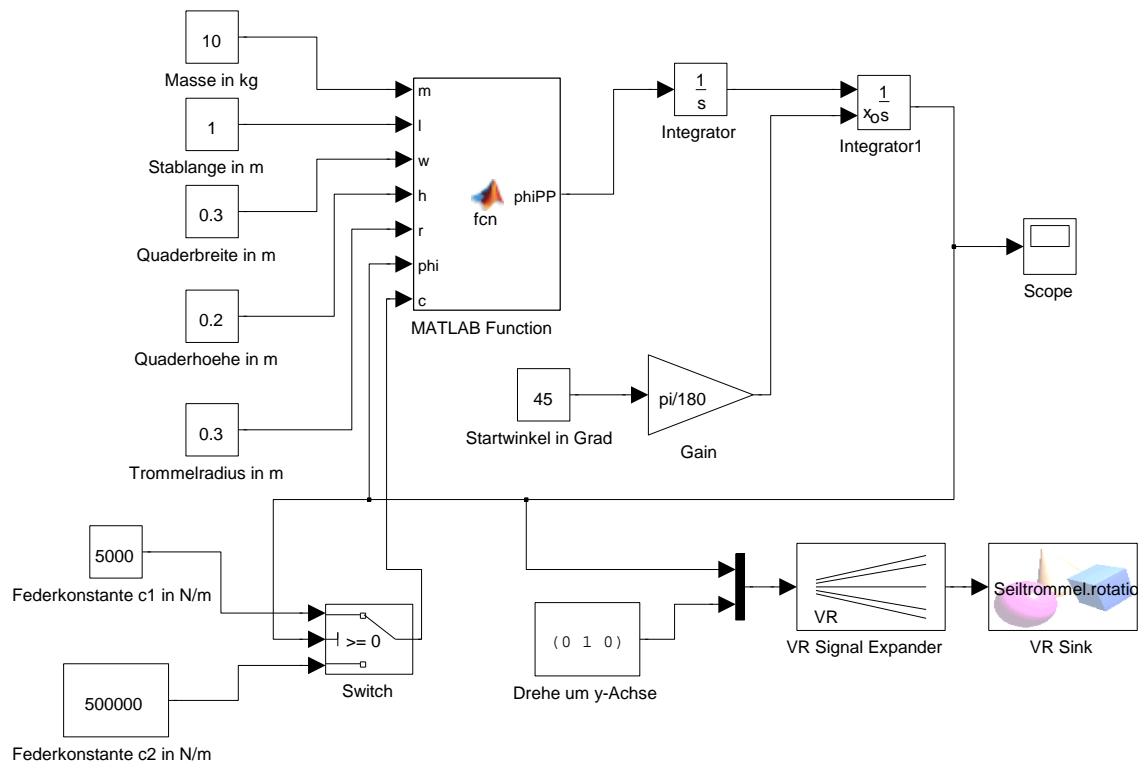 10
Masse in kg
1
Stablange in m
0.3
Quaderbreite in m
0.2
Quaderhoehe in m
0.3
Trommelradius in m
m
l
w
h
r
phi
c
fcn
phiPP
MATLAB Function
1
s
Integrator
1
xo s
Integrator1
Scope
45
Startwinkel in Grad
pi/180
Gain
5000
Federkonstante c1 in N/m
500000
Federkonstante c2 in N/m
>= 0
Switch
(0 1 0)
Drehe um y-Achse
VR
VR Signal Expander
Seiltrommel.rotatio
VR Sink